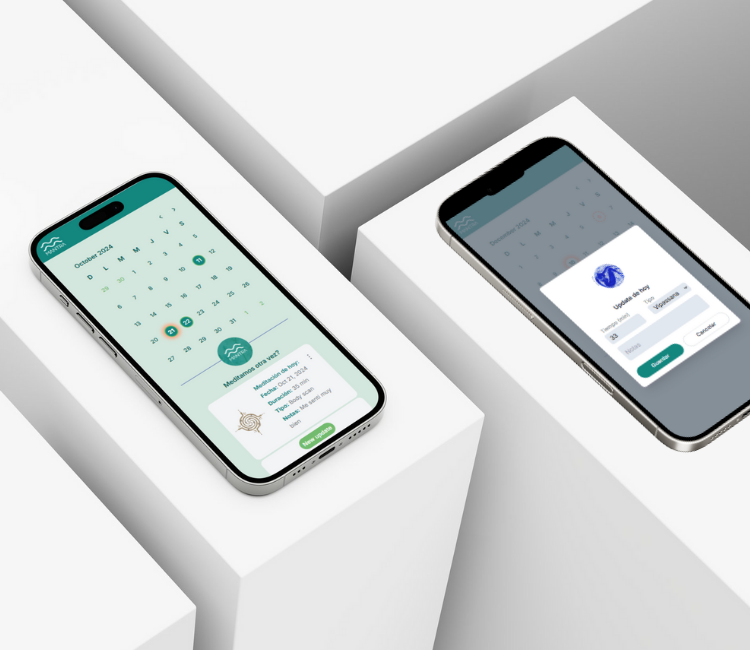 MANTRA
October 2024
D L M M J V S
29 30 1 2 3 4 5
6 7 8 9 10 11 12
13 14 15 16 17 18 19
20 21 22 23 24 25 26
27 28 29 30 31 1 2
MANTRA
Meditamos otra vez?
Meditación de hoy:
Fecha: Oct 21, 2024
Duración: 35 min
Tipo: Body scan
Notas: Me sentí muy
bien
New update
December 2024
D L M M J V S
Update de hoy
Tiempo (min)
Tipo
23
Vipassana
Notas
Guardar
Cancelar